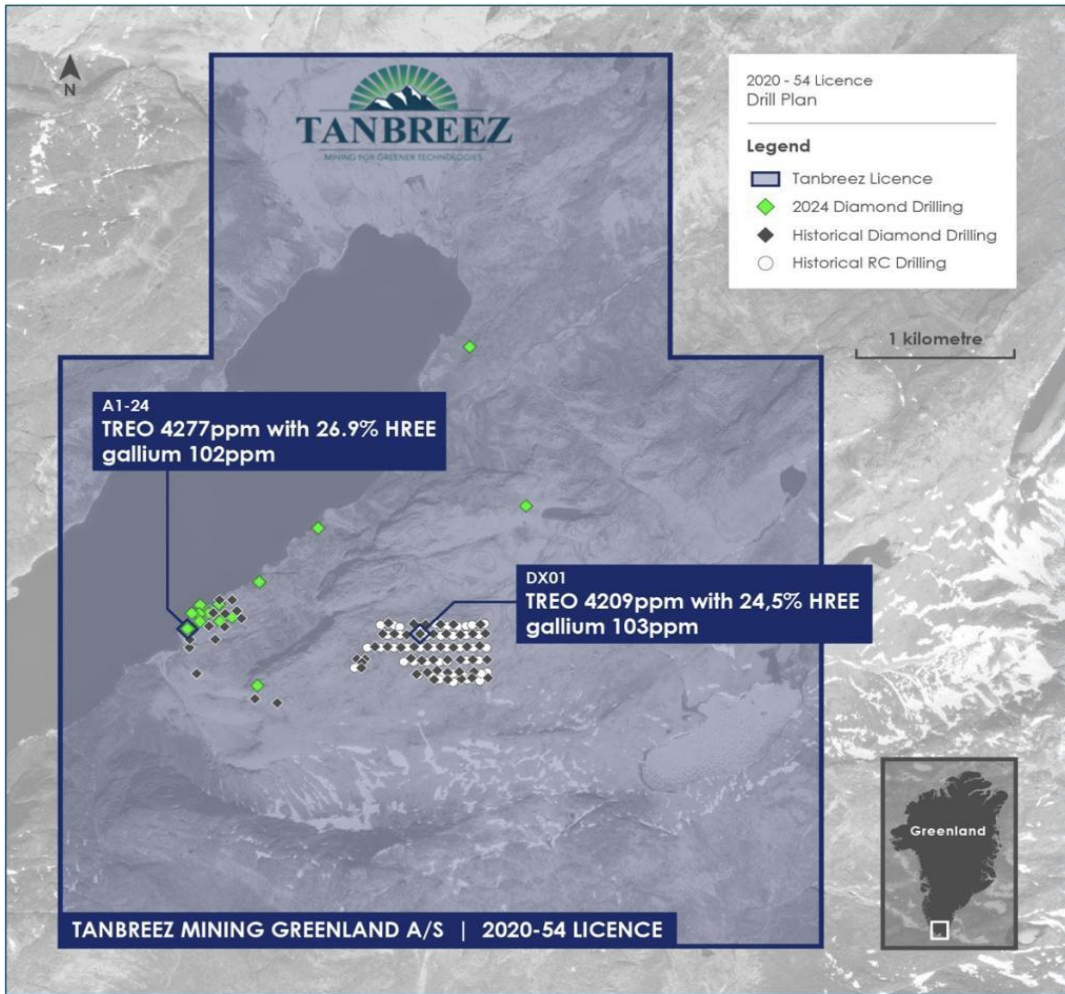 N
TANBREEZ
MINING FOR GREENER TECHNOLOGIES
2020 - 54 Licence
Drill Plan
Legend
Tanbreez Licence
2024 Diamond Drilling
Historical Diamond Drilling
Historical RC Drilling
1 kilometre
A1-24
TREO 4277ppm with 26.9% HREE
gallium 102ppm
DX01
TREO 4209ppm with 24,5% HREE
gallium 103ppm
Greenland
TANBREEZ MINING GREENLAND A/S | 2020-54 LICENCE